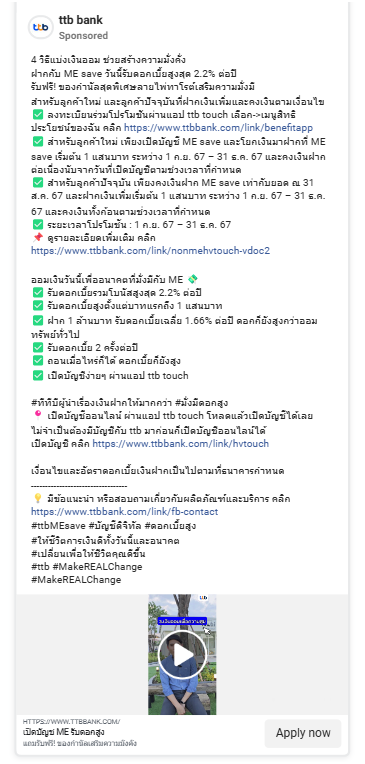 ttb bank
Sponsored
ttb
4 วิธีแบ่งเงินออม ช่วยสร้างความมั่งคั่ง
ฝากกับ ME save วันนี้รับดอกเบี้ยสูงสุด 2.2% ต่อปี
รับฟรี! ของกำนัลสุดพิเศษลายไพ่ทาโรต์เสริมความมั่งมี
สำหรับลูกค้าใหม่ และลูกค้าปัจจุบันที่ฝากเงินเพิ่มและคงเงินตามเงื่อนไข
✅ ลงทะเบียนร่วมโปรโมชันผ่านแอป ttb touch เลือก->เมนูสิทธิ
ประโยชน์ของฉัน คลิก https://www.ttbbank.com/link/benefitapp
✅ สำหรับลูกค้าใหม่ เพียงเปิดบัญชี ME save และโยกเงินมาฝากที่ ME
save เริ่มต้น 1 แสนบาท ระหว่าง 1 ก.ย. 67 – 31 ธ.ค. 67 และคงเงินฝาก
ต่อเนื่องนับจากวันที่เปิดบัญชีตามช่วงเวลาที่กำหนด
✅ สำหรับลูกค้าปัจจุบัน เพียงคงเงินฝาก ME save เท่ากับยอด ณ 31
ส.ค. 67 และฝากเงินเพิ่มเริ่มต้น 1 แสนบาท ระหว่าง 1 ก.ย. 67 – 31 ธ.ค.
67 และคงเงินทั้งก้อนตามช่วงเวลาที่กำหนด
✅ ระยะเวลาโปรโมชัน : 1 ก.ย. 67 – 31 ธ.ค. 67
📌 ดูรายละเอียดเพิ่มเติม คลิก
https://www.ttbbank.com/link/nonmehvtouch-vdoc2
ออมเงินวันนี้เพื่ออนาคตที่มั่งมีกับ ME 💸
✅ รับดอกเบี้ยรวมโบนัสสูงสุด 2.2% ต่อปี
✅ รับดอกเบี้ยสูงตั้งแต่บาทแรกถึง 1 แสนบาท
✅ ฝาก 1 ล้านบาท รับดอกเบี้ยเฉลี่ย 1.66% ต่อปี ดอกก็ยังสูงกว่าออม
ทรัพย์ทั่วไป
✅ รับดอกเบี้ย 2 ครั้งต่อปี
✅ ถอนเมื่อไหร่ก็ได้ ดอกเบี้ยก็ยังสูง
✅ เปิดบัญชีง่ายๆ ผ่านแอป ttb touch
#ทีทีบีผู้นำเรื่องเงินฝากให้มากกว่า #มั่งมีดอกสูง
📍 เปิดบัญชีออนไลน์ ผ่านแอป ttb touch โหลดแล้วเปิดบัญชีได้เลย
ไม่จำเป็นต้องมีบัญชีกับ ttb มาก่อนก็เปิดบัญชีออนไลน์ได้
เปิดบัญชี คลิก https://www.ttbbank.com/link/hvtouch
เงื่อนไขและอัตราดอกเบี้ยเงินฝากเป็นไปตามที่ธนาคารกำหนด
--------------------------------
💡 มีข้อแนะนำ หรือสอบถามเกี่ยวกับผลิตภัณฑ์และบริการ คลิก
https://www.ttbbank.com/link/fb-contact
#ttbMEsave #บัญชีดิจิทัล #ดอกเบี้ยสูง
#ให้ชีวิตการเงินดีทั้งวันนี้และอนาคต
#เปลี่ยนเพื่อให้ชีวิตคุณดีขึ้น
#ttb #MakeREALChange
#MakeREALChange
ttb
HTTPS://WWW.TTBBANK.COM/
เปิดบัญชี ME รับดอกสูง
แถมรับฟรี! ของกำนัลเสริมความมั่งคั่ง
Apply now